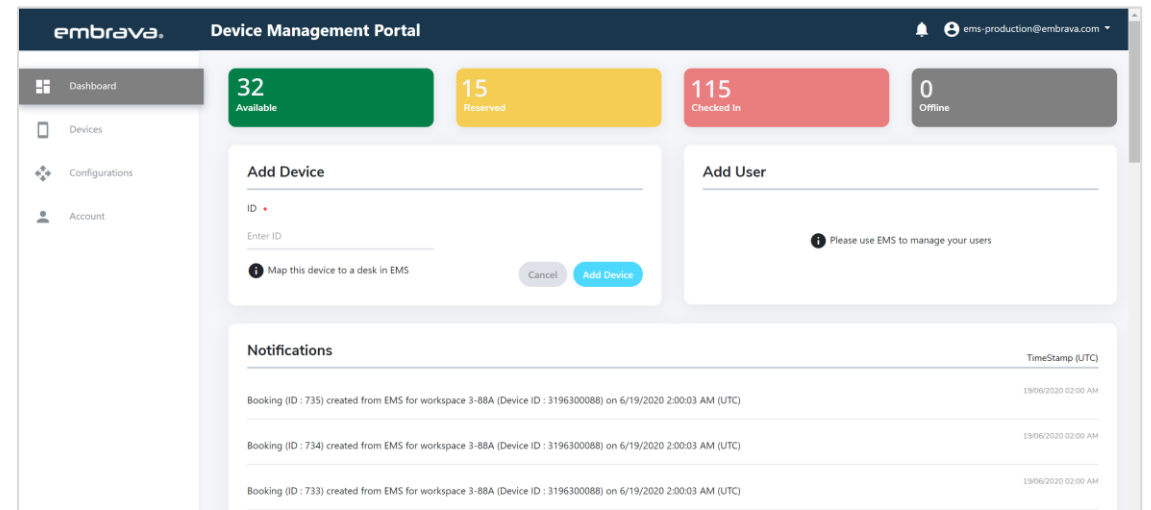 embrava.
Device Management Portal
ems-production@embrava.com
Dashboard
Devices
Configurations
Account
32
Available
15
Reserved
115
Checked In
0
Offline
Add Device
ID •
Enter ID
Map this device to a desk in EMS
Cancel
Add Device
Add User
Please use EMS to manage your users
Notifications
TimeStamp (UTC)
Booking (ID : 735) created from EMS for workspace 3-88A (Device ID : 3196300088) on 6/19/2020 2:00:03 AM (UTC)
19/06/2020 02:00 AM
Booking (ID : 734) created from EMS for workspace 3-88A (Device ID : 3196300088) on 6/19/2020 2:00:03 AM (UTC)
19/06/2020 02:00 AM
Booking (ID : 733) created from EMS for workspace 3-88A (Device ID : 3196300088) on 6/19/2020 2:00:03 AM (UTC)
19/06/2020 02:00 AM